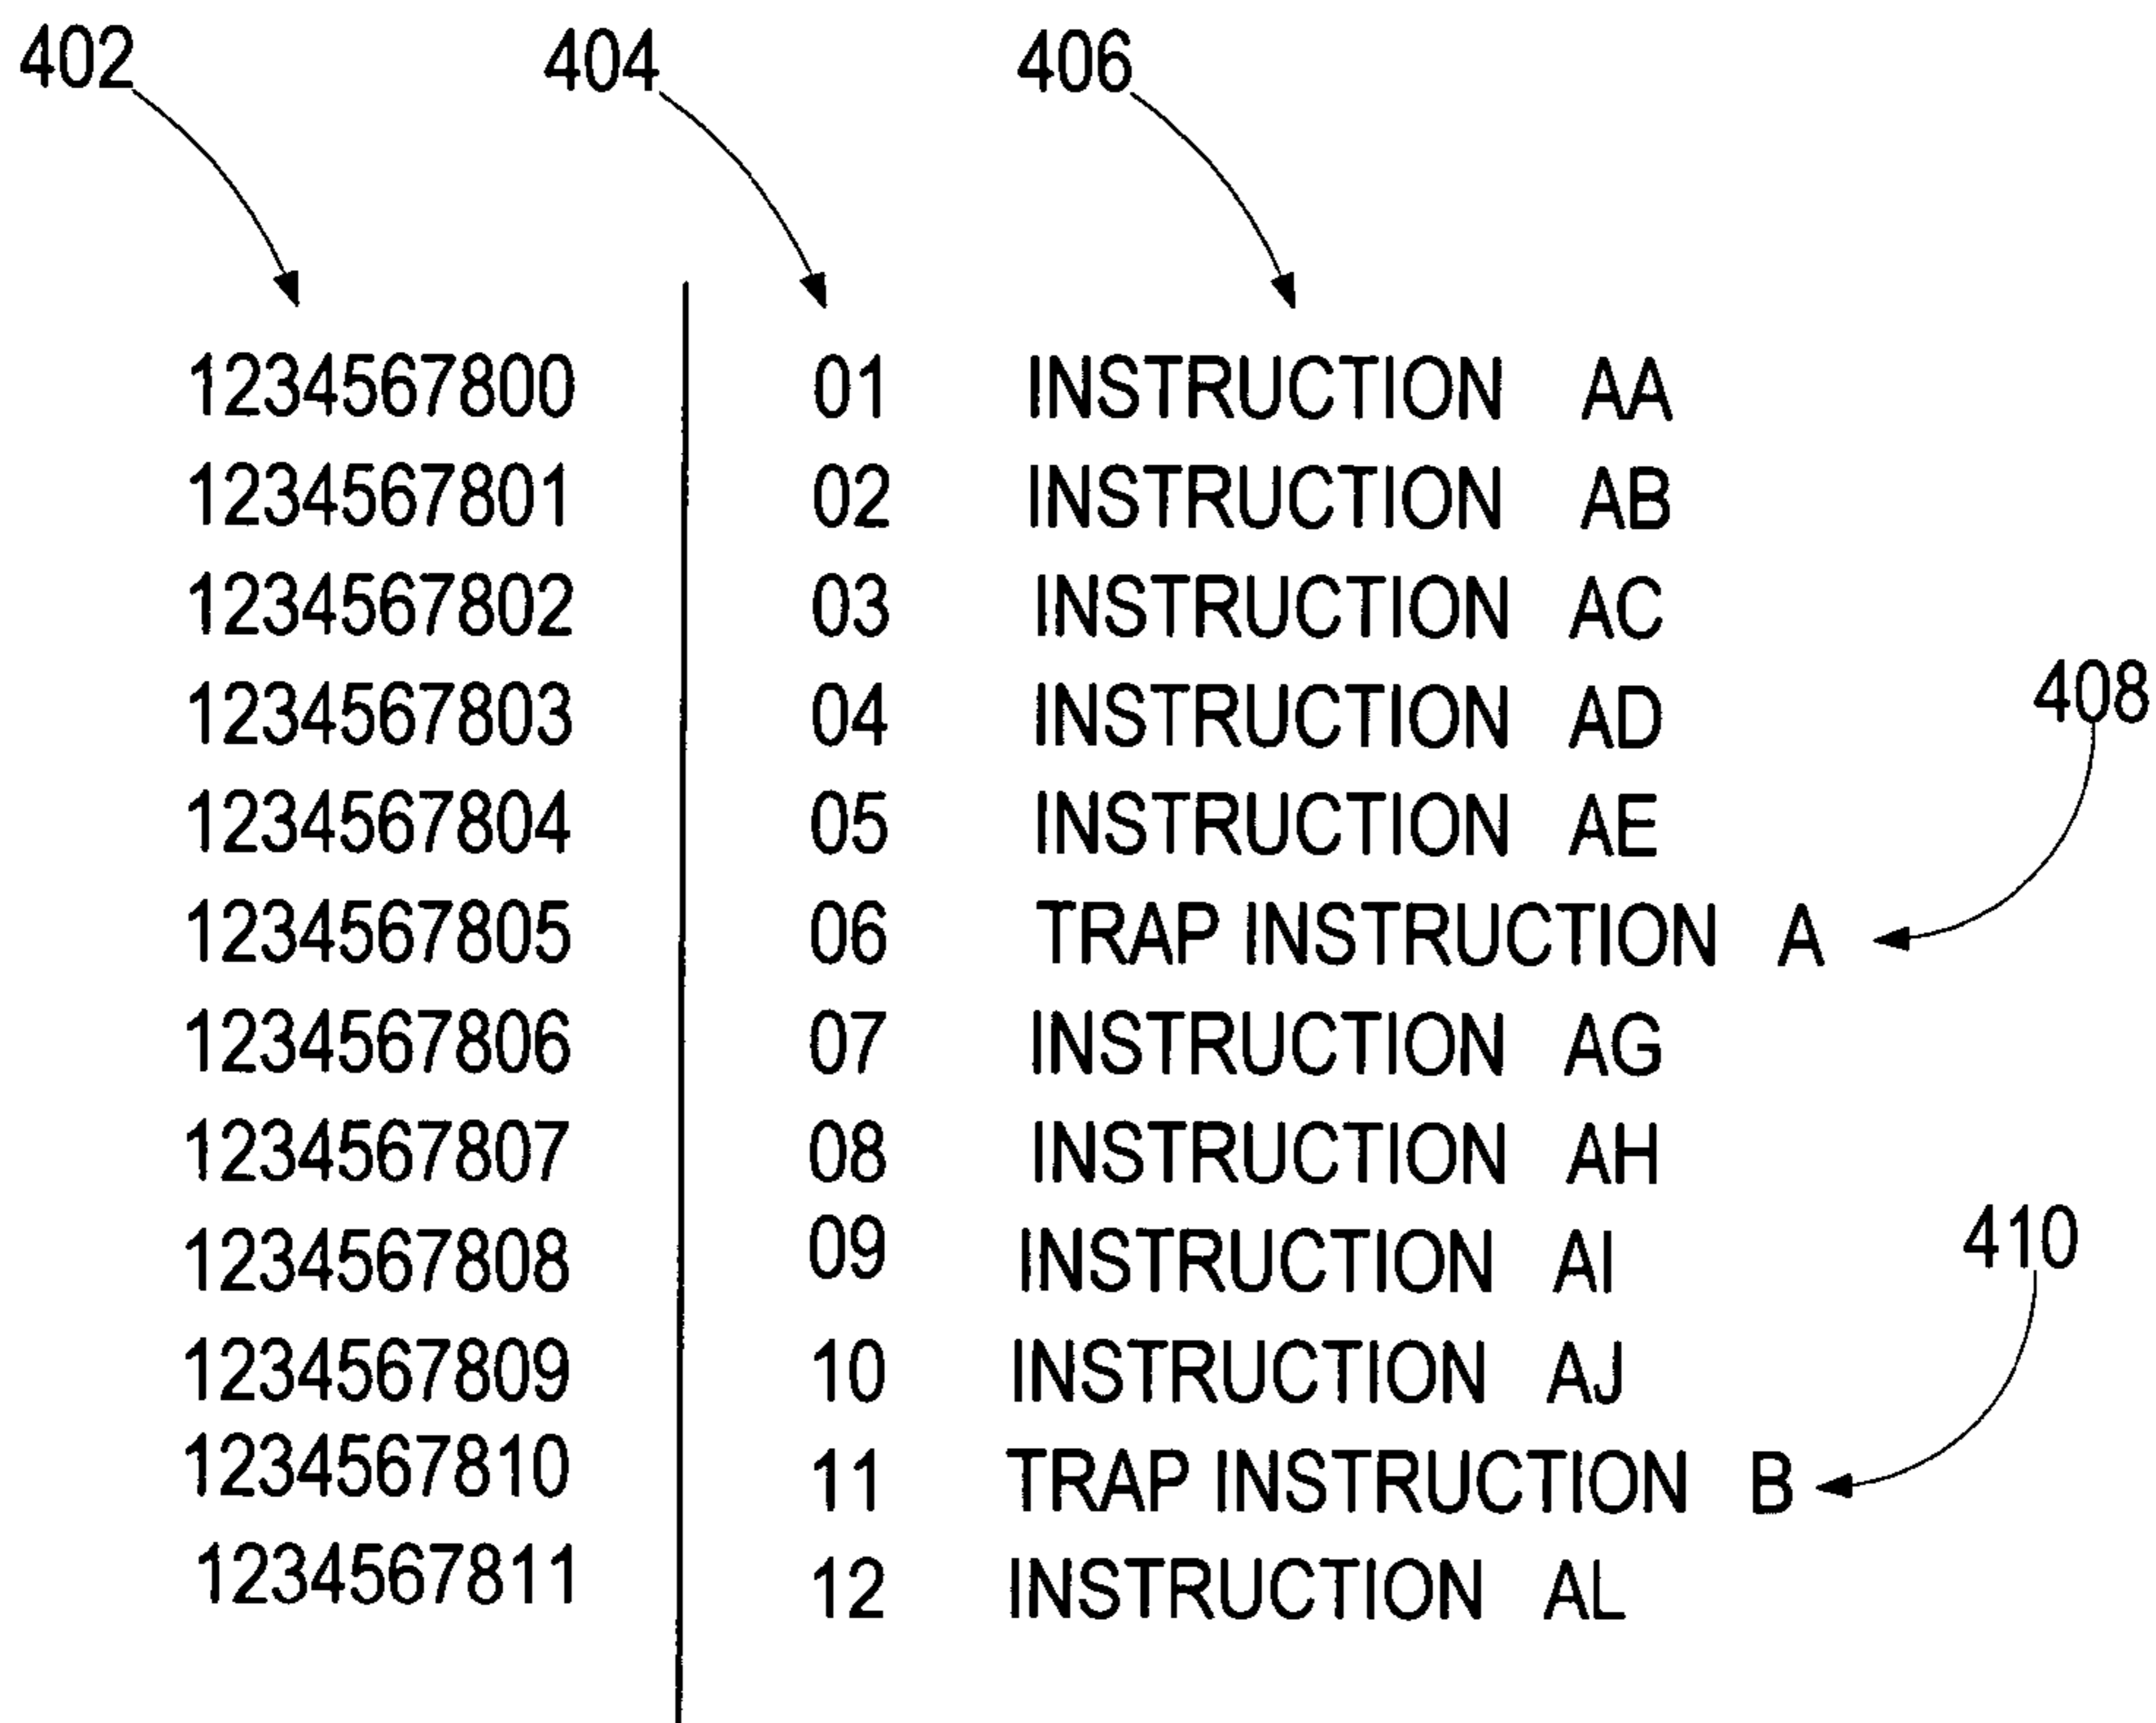 402 404 406
1234567800 01 INSTRUCTION AA
1234567801 02 INSTRUCTION AB
1234567802 03 INSTRUCTION AC
1234567803 04 INSTRUCTION AD
408
1234567804 05 INSTRUCTION AE
1234567805 06 TRAP INSTRUCTION A
1234567806 07 INSTRUCTION AG
1234567807 08 INSTRUCTION AH
1234567808 09 INSTRUCTION AI
410
1234567809 10 INSTRUCTION AJ
1234567810 11 TRAP INSTRUCTION B
1234567811 12 INSTRUCTION AL